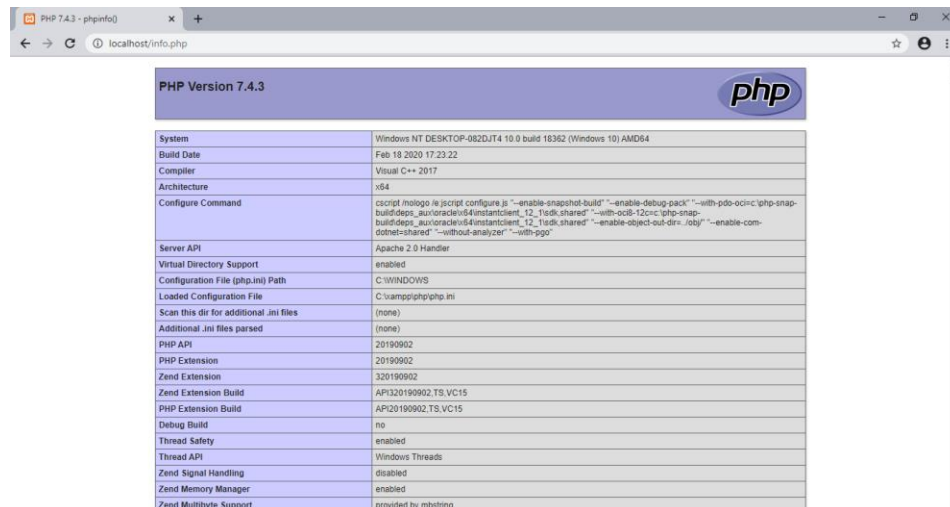 PHP 7.4.3 - phpinfo()
localhost/info.php
PHP Version 7.4.3
php
System Windows NT DESKTOP-082DJT4 10.0 build 18362 (Windows 10) AMD64
Build Date Feb 18 2020 17:23:22
Compiler Visual C++ 2017
Architecture x64
Configure Command cscript /nologo /e:jscript configure.js "--enable-snapshot-build" "--enable-debug-pack" "--with-pdo-oci=c:\php-snap-
build\deps_aux\oracle\x64\instantclient_12_1\sdk,shared" "--with-oci8-12c=c:\php-snap-
build\deps_aux\oracle\x64\instantclient_12_1\sdk,shared" "--enable-object-out-dir=../obj/" "--enable-com-
dotnet=shared" "--without-analyzer" "--with-pgo"
Server API Apache 2.0 Handler
Virtual Directory Support enabled
Configuration File (php.ini) Path C:\WINDOWS
Loaded Configuration File C:\xampp\php\php.ini
Scan this dir for additional .ini files (none)
Additional .ini files parsed (none)
PHP API 20190902
PHP Extension 20190902
Zend Extension 320190902
Zend Extension Build API320190902,TS,VC15
PHP Extension Build API20190902,TS,VC15
Debug Build no
Thread Safety enabled
Thread API Windows Threads
Zend Signal Handling disabled
Zend Memory Manager enabled
Zend Multibyte Support provided by mbstring